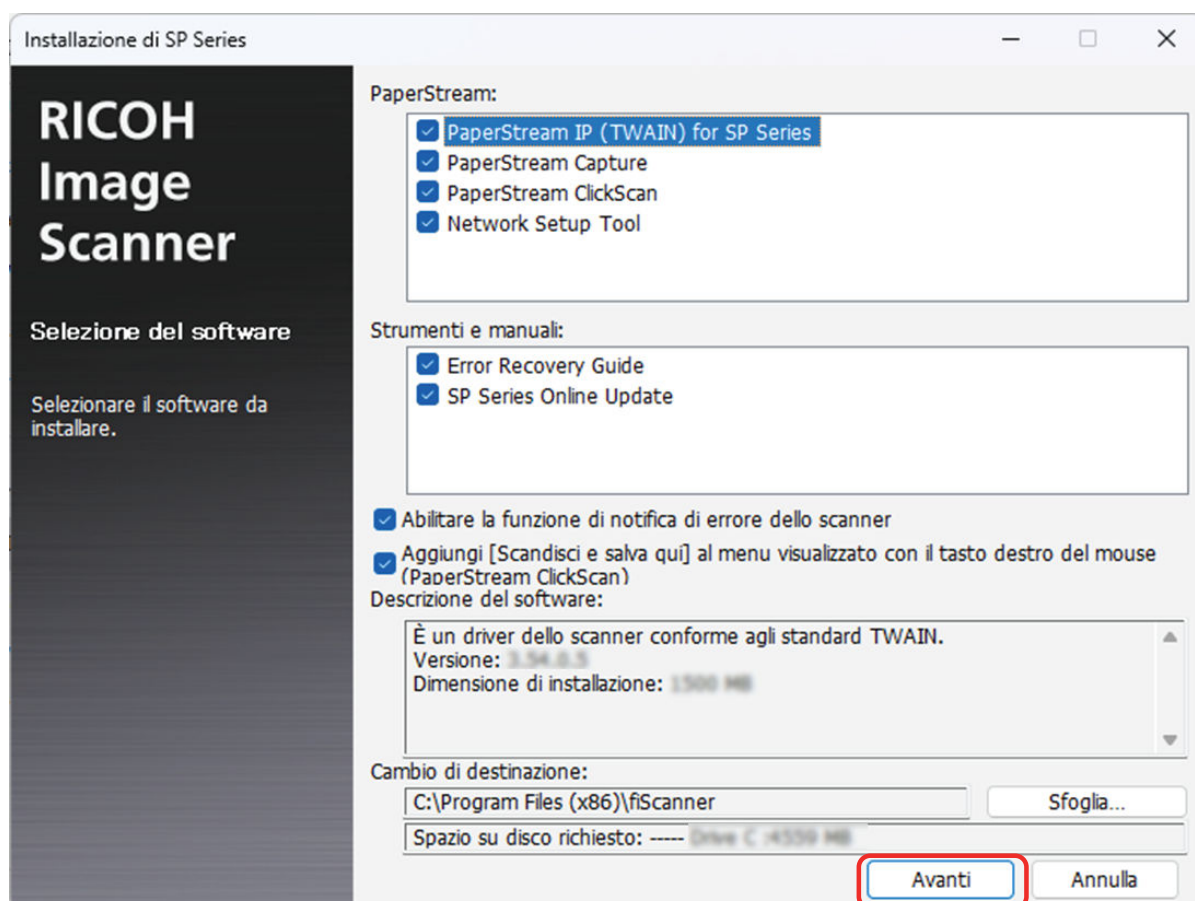 Installazione di SP Series
RICOH
Image
Scanner
Selezione del software
Selezionare il software da
installare.
PaperStream:
PaperStream IP (TWAIN) for SP Series
PaperStream Capture
PaperStream ClickScan
Network Setup Tool
Strumenti e manuali:
Error Recovery Guide
SP Series Online Update
Abilitare la funzione di notifica di errore dello scanner
Aggiungi [Scandisci e salva qui] al menu visualizzato con il tasto destro del mouse
(PaperStream ClickScan)
Descrizione del software:
È un driver dello scanner conforme agli standard TWAIN.
Versione:
Dimensione di installazione:
Cambio di destinazione:
C:\Program Files (x86)\fiScanner
Sfoglia...
Spazio su disco richiesto: -----
Avanti
Annulla